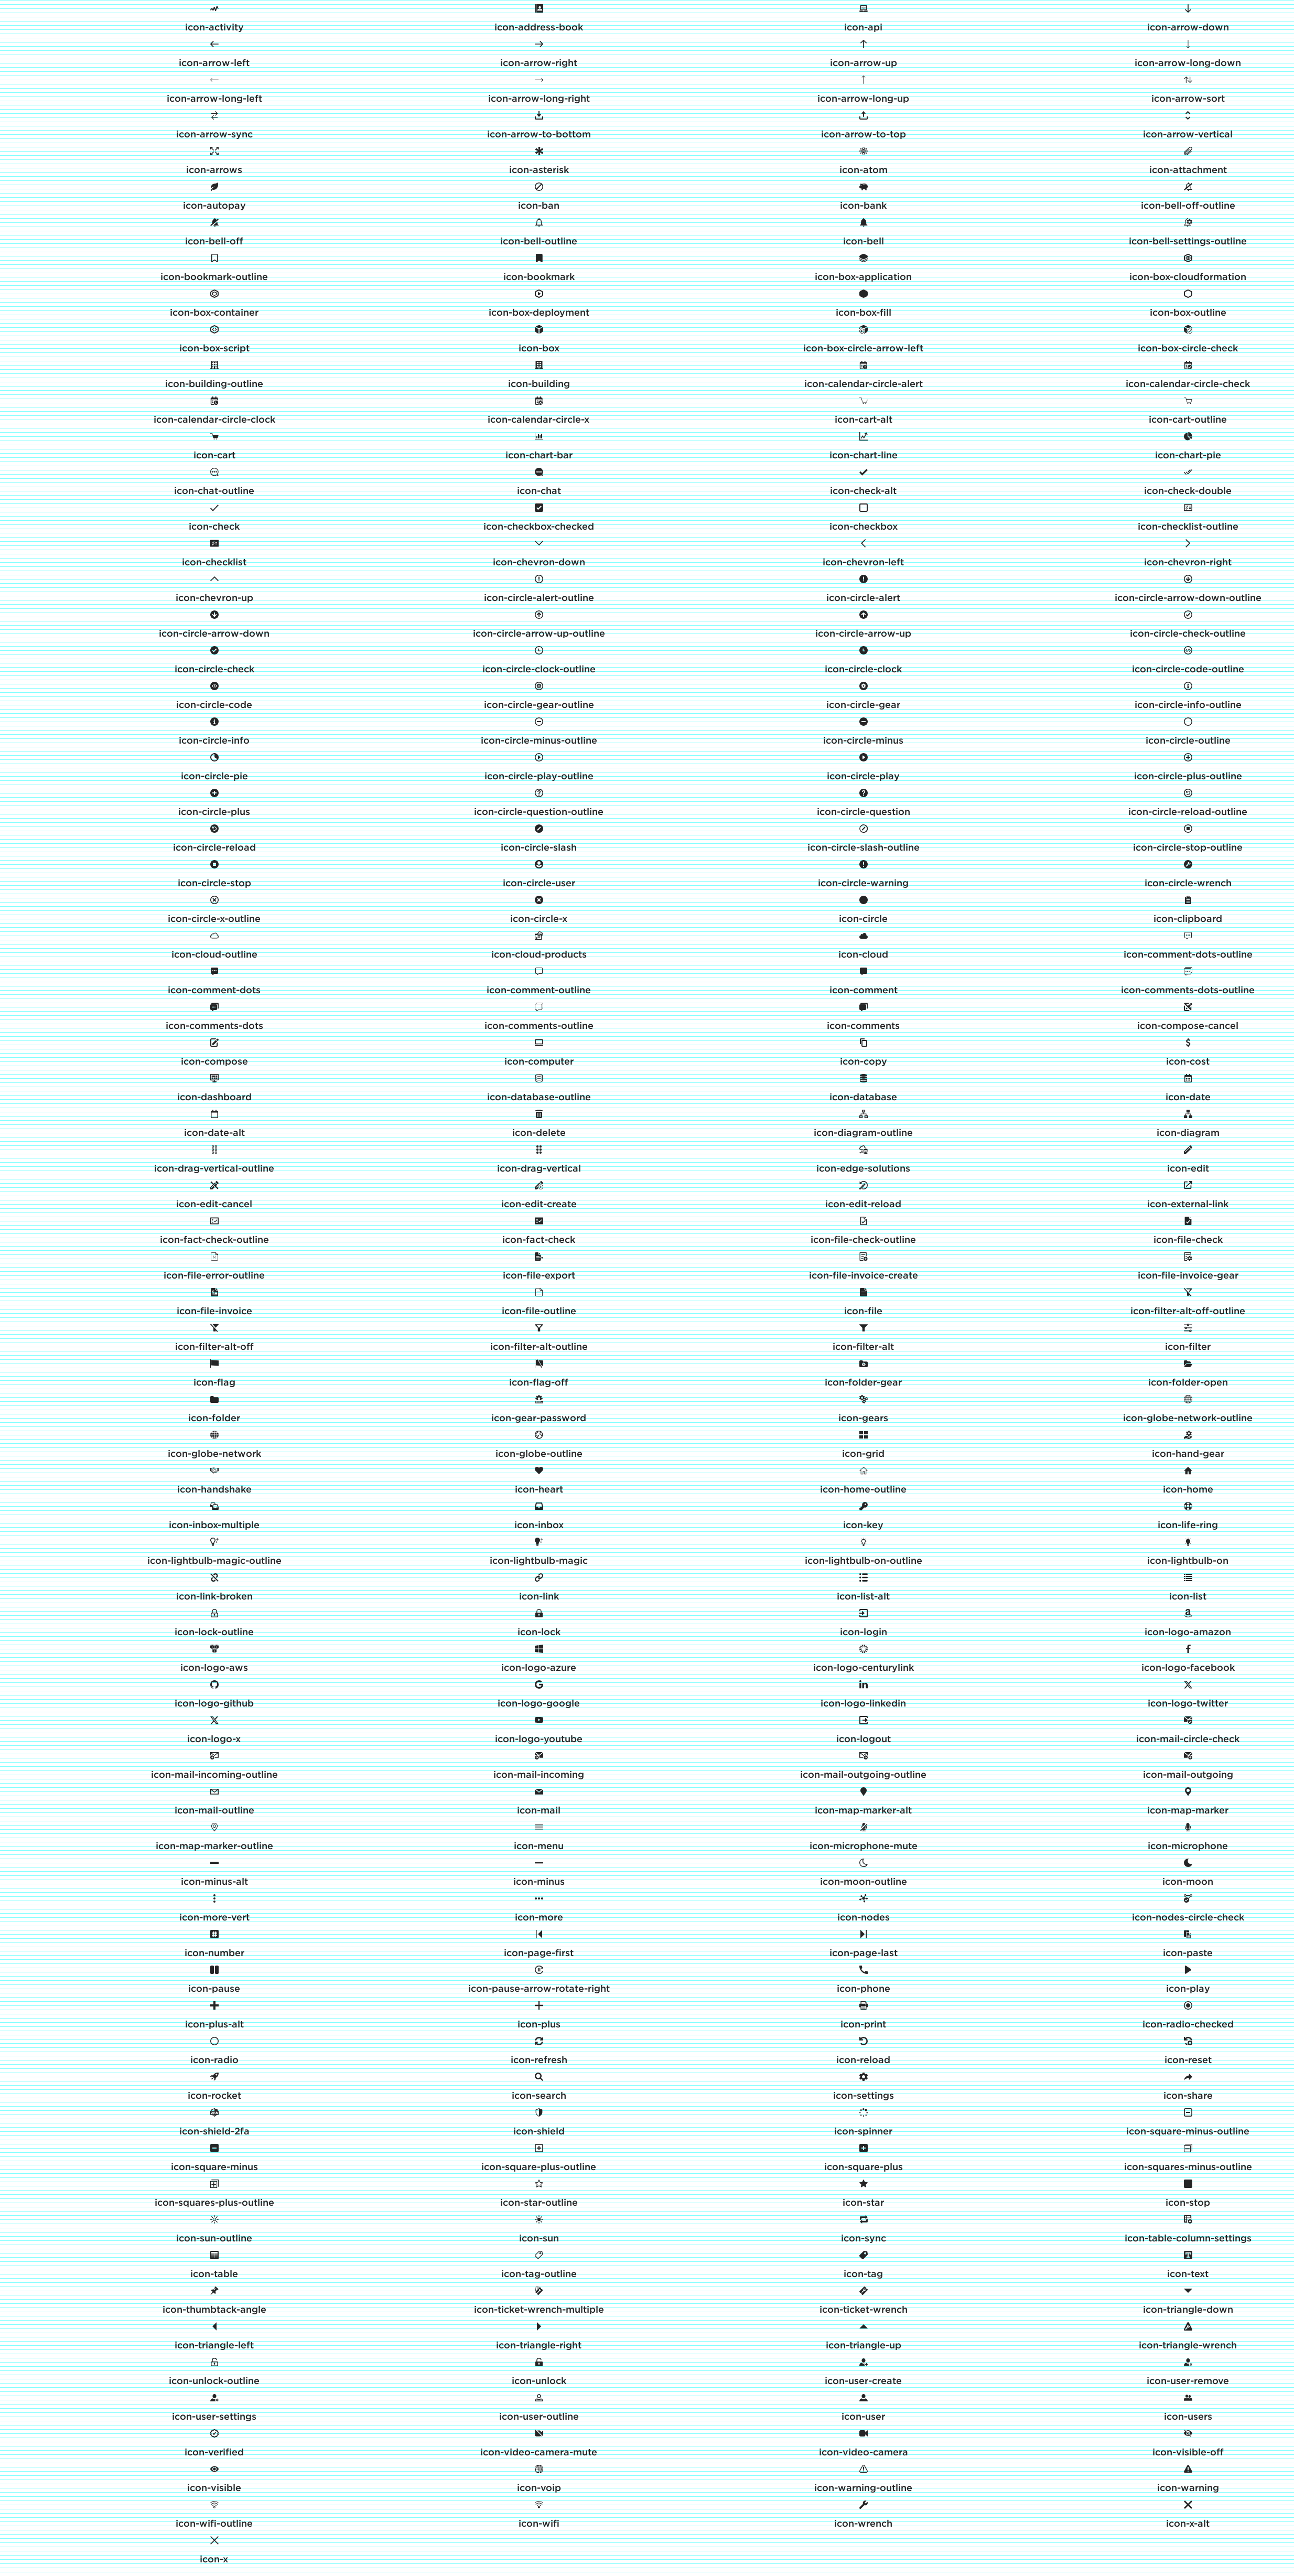 icon-activity icon-address-book icon-api icon-arrow-down
icon-arrow-left icon-arrow-right icon-arrow-up icon-arrow-long-down
icon-arrow-long-left icon-arrow-long-right icon-arrow-long-up icon-arrow-sort
icon-arrow-sync icon-arrow-to-bottom icon-arrow-to-top icon-arrow-vertical
icon-arrows icon-asterisk icon-atom icon-attachment
icon-autopay icon-ban icon-bank icon-bell-off-outline
icon-bell-off icon-bell-outline icon-bell icon-bell-settings-outline
icon-bookmark-outline icon-bookmark icon-box-application icon-box-cloudformation
icon-box-container icon-box-deployment icon-box-fill icon-box-outline
icon-box-script icon-box icon-box-circle-arrow-left icon-box-circle-check
icon-building-outline icon-building icon-calendar-circle-alert icon-calendar-circle-check
icon-calendar-circle-clock icon-calendar-circle-x icon-cart-alt icon-cart-outline
icon-cart icon-chart-bar icon-chart-line icon-chart-pie
icon-chat-outline icon-chat icon-check-alt icon-check-double
icon-check icon-checkbox-checked icon-checkbox icon-checklist-outline
icon-checklist icon-chevron-down icon-chevron-left icon-chevron-right
icon-chevron-up icon-circle-alert-outline icon-circle-alert icon-circle-arrow-down-outline
icon-circle-arrow-down icon-circle-arrow-up-outline icon-circle-arrow-up icon-circle-check-outline
icon-circle-check icon-circle-clock-outline icon-circle-clock icon-circle-code-outline
icon-circle-code icon-circle-gear-outline icon-circle-gear icon-circle-info-outline
icon-circle-info icon-circle-minus-outline icon-circle-minus icon-circle-outline
icon-circle-pie icon-circle-play-outline icon-circle-play icon-circle-plus-outline
icon-circle-plus icon-circle-question-outline icon-circle-question icon-circle-reload-outline
icon-circle-reload icon-circle-slash icon-circle-slash-outline icon-circle-stop-outline
icon-circle-stop icon-circle-user icon-circle-warning icon-circle-wrench
icon-circle-x-outline icon-circle-x icon-circle icon-clipboard
icon-cloud-outline icon-cloud-products icon-cloud icon-comment-dots-outline
icon-comment-dots icon-comment-outline icon-comment icon-comments-dots-outline
icon-comments-dots icon-comments-outline icon-comments icon-compose-cancel
icon-compose icon-computer icon-copy icon-cost
icon-dashboard icon-database-outline icon-database icon-date
icon-date-alt icon-delete icon-diagram-outline icon-diagram
icon-drag-vertical-outline icon-drag-vertical icon-edge-solutions icon-edit
icon-edit-cancel icon-edit-create icon-edit-reload icon-external-link
icon-fact-check-outline icon-fact-check icon-file-check-outline icon-file-check
icon-file-error-outline icon-file-export icon-file-invoice-create icon-file-invoice-gear
icon-file-invoice icon-file-outline icon-file icon-filter-alt-off-outline
icon-filter-alt-off icon-filter-alt-outline icon-filter-alt icon-filter
icon-flag icon-flag-off icon-folder-gear icon-folder-open
icon-folder icon-gear-password icon-gears icon-globe-network-outline
icon-globe-network icon-globe-outline icon-grid icon-hand-gear
icon-handshake icon-heart icon-home-outline icon-home
icon-inbox-multiple icon-inbox icon-key icon-life-ring
icon-lightbulb-magic-outline icon-lightbulb-magic icon-lightbulb-on-outline icon-lightbulb-on
icon-link-broken icon-link icon-list-alt icon-list
icon-lock-outline icon-lock icon-login icon-logo-amazon
icon-logo-aws icon-logo-azure icon-logo-centurylink icon-logo-facebook
icon-logo-github icon-logo-google icon-logo-linkedin icon-logo-twitter
icon-logo-x icon-logo-youtube icon-logout icon-mail-circle-check
icon-mail-incoming-outline icon-mail-incoming icon-mail-outgoing-outline icon-mail-outgoing
icon-mail-outline icon-mail icon-map-marker-alt icon-map-marker
icon-map-marker-outline icon-menu icon-microphone-mute icon-microphone
icon-minus-alt icon-minus icon-moon-outline icon-moon
icon-more-vert icon-more icon-nodes icon-nodes-circle-check
icon-number icon-page-first icon-page-last icon-paste
icon-pause icon-pause-arrow-rotate-right icon-phone icon-play
icon-plus-alt icon-plus icon-print icon-radio-checked
icon-radio icon-refresh icon-reload icon-reset
icon-rocket icon-search icon-settings icon-share
icon-shield-2fa icon-shield icon-spinner icon-square-minus-outline
icon-square-minus icon-square-plus-outline icon-square-plus icon-squares-minus-outline
icon-squares-plus-outline icon-star-outline icon-star icon-stop
icon-sun-outline icon-sun icon-sync icon-table-column-settings
icon-table icon-tag-outline icon-tag icon-text
icon-thumbtack-angle icon-ticket-wrench-multiple icon-ticket-wrench icon-triangle-down
icon-triangle-left icon-triangle-right icon-triangle-up icon-triangle-wrench
icon-unlock-outline icon-unlock icon-user-create icon-user-remove
icon-user-settings icon-user-outline icon-user icon-users
icon-verified icon-video-camera-mute icon-video-camera icon-visible-off
icon-visible icon-voip icon-warning-outline icon-warning
icon-wifi-outline icon-wifi icon-wrench icon-x-alt
icon-x